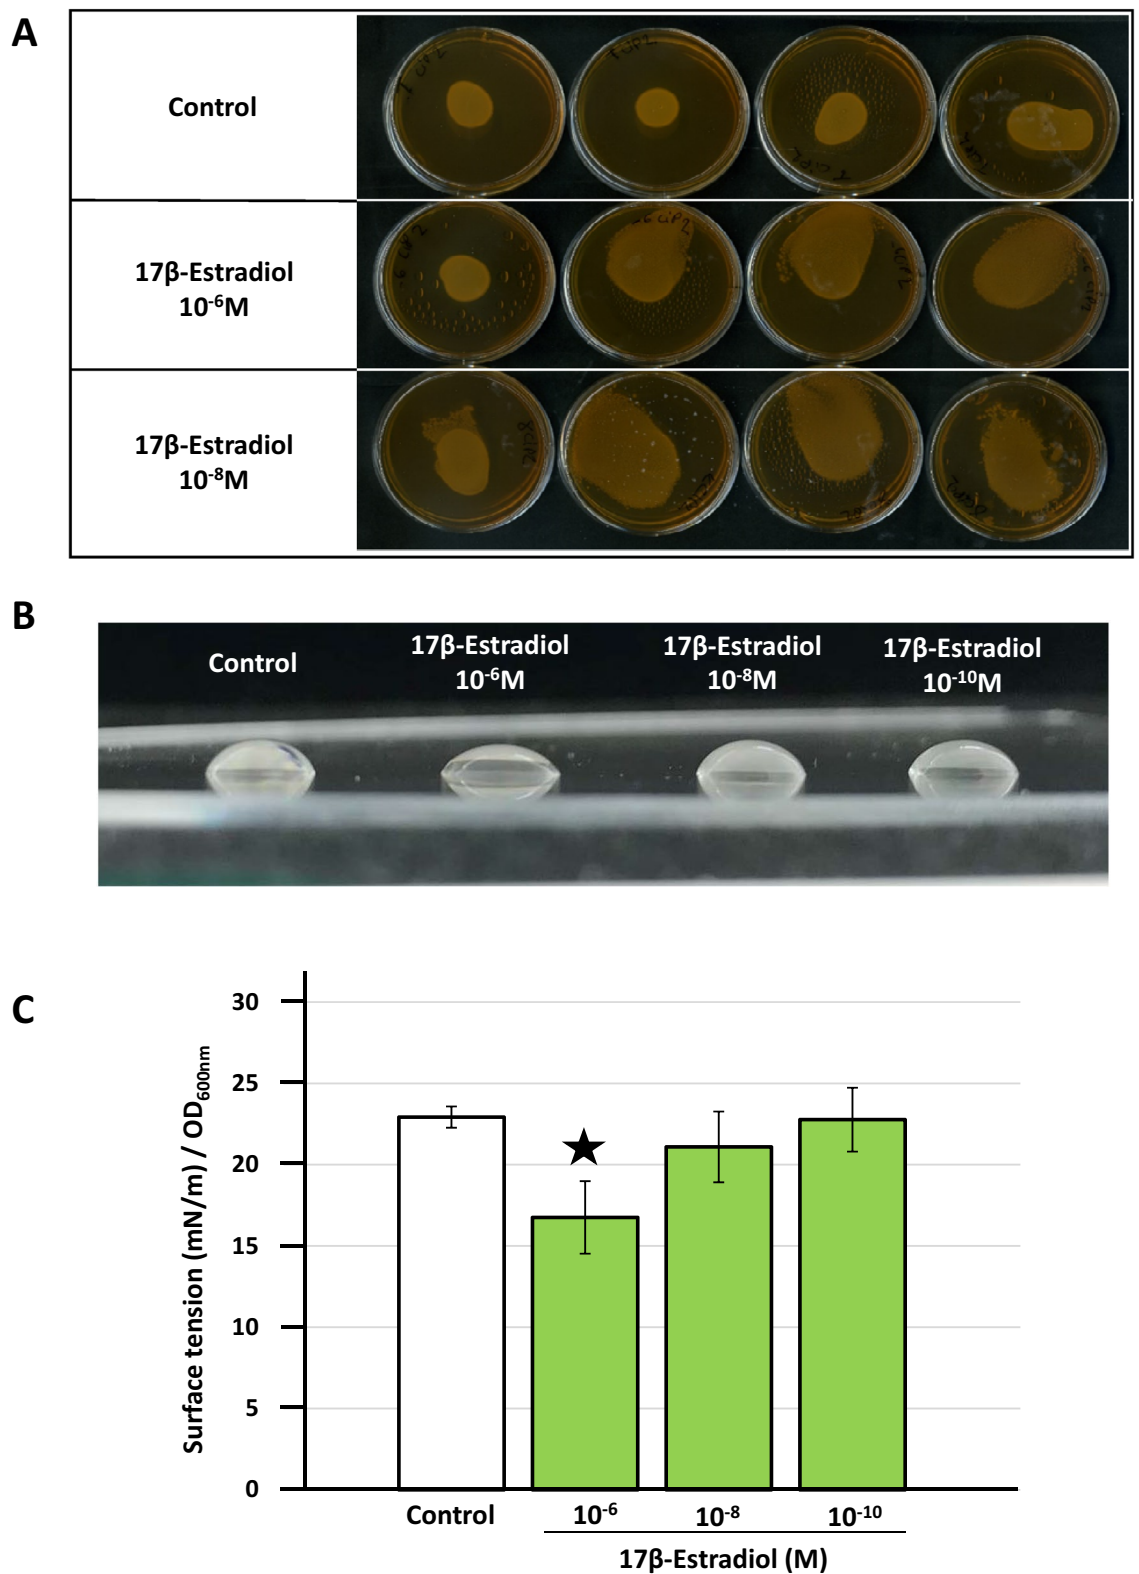 A
Control
17β-Estradiol
10⁻⁶M
17β-Estradiol
10⁻⁸M
B
Control
17β-Estradiol
10⁻⁶M
17β-Estradiol
10⁻⁸M
17β-Estradiol
10⁻¹⁰M
C
Surface tension (mN/m) / OD₆₀₀ₙₘ
30
25
20
15
10
5
0
Control
10⁻⁶
10⁻⁸
10⁻¹⁰
17β-Estradiol (M)